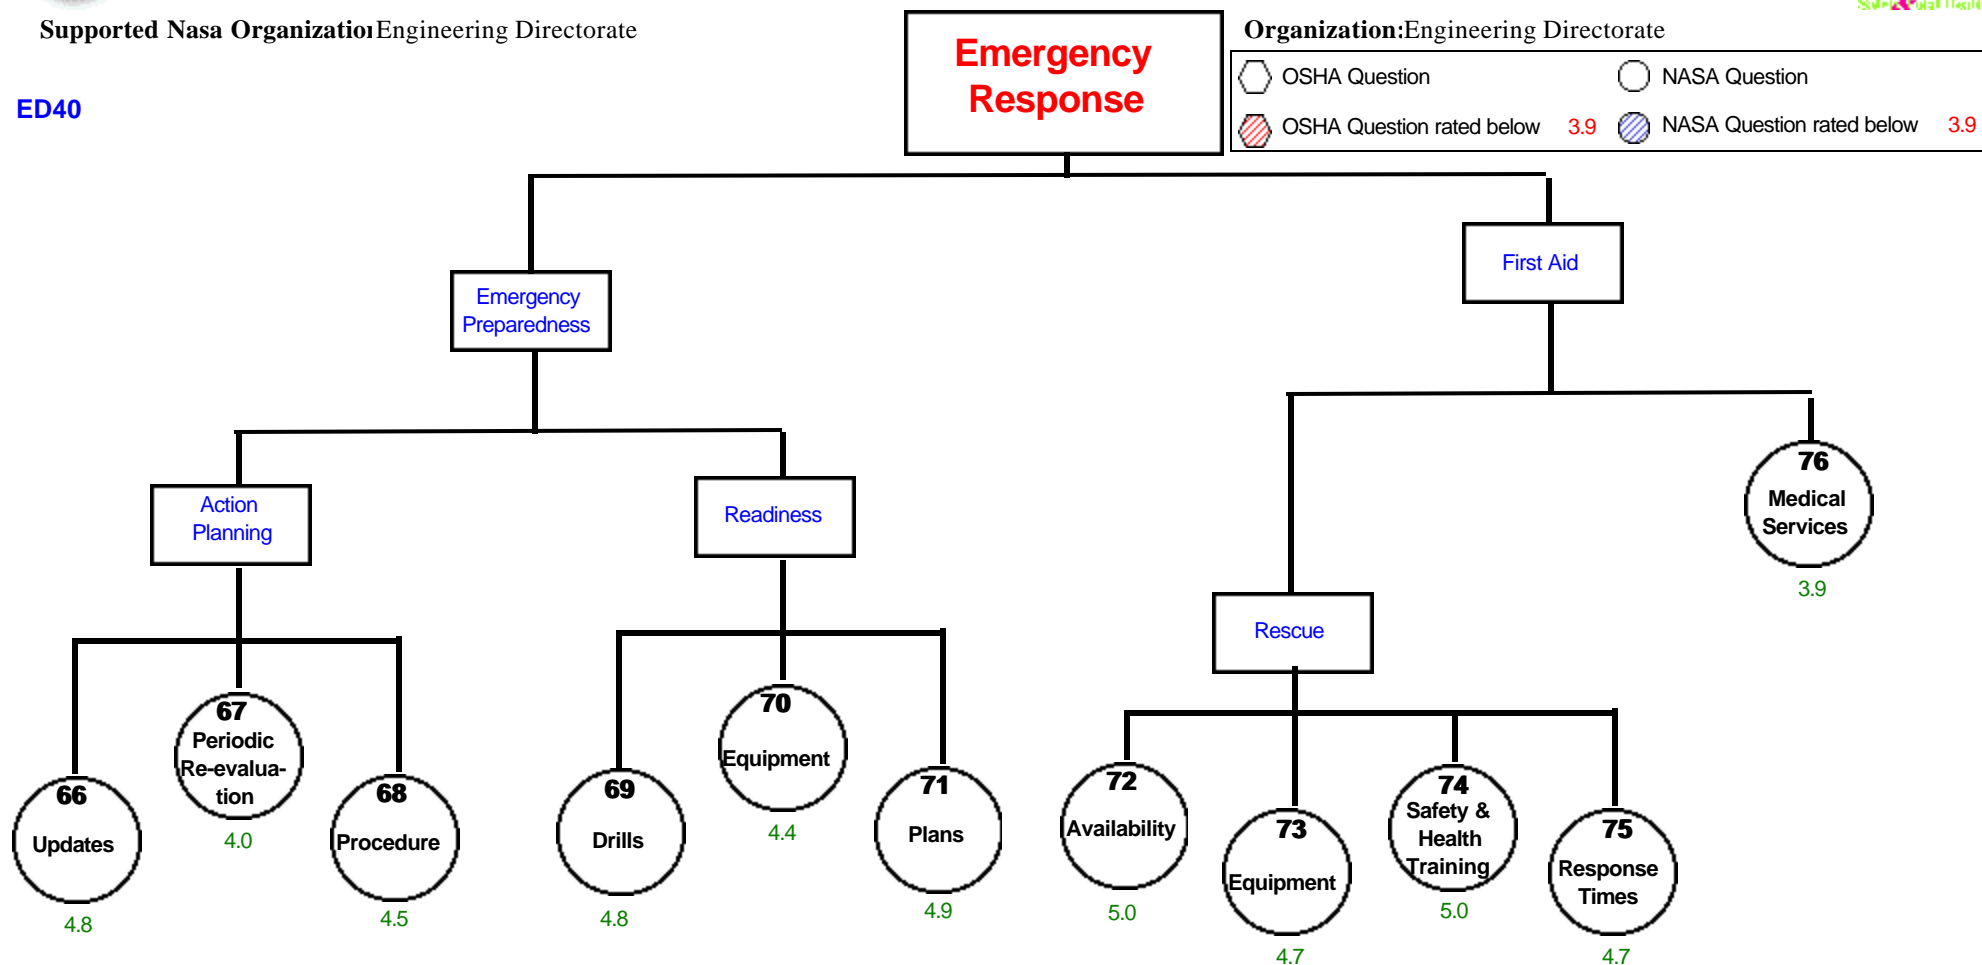 Supported Nasa Organization Engineering Directorate
Organization:Engineering Directorate
ED40
Emergency
Response
OSHA Question
NASA Question
OSHA Question rated below 3.9
NASA Question rated below 3.9
First Aid
Emergency
Preparedness
Action
Planning
Readiness
76
Medical
Services
3.9
Rescue
67
Periodic
Re-evalua-
tion
4.0
70
Equipment
4.4
66
Updates
4.8
68
Procedure
4.5
69
Drills
4.8
71
Plans
4.9
72
Availability
5.0
73
Equipment
4.7
74
Safety &
Health
Training
5.0
75
Response
Times
4.7